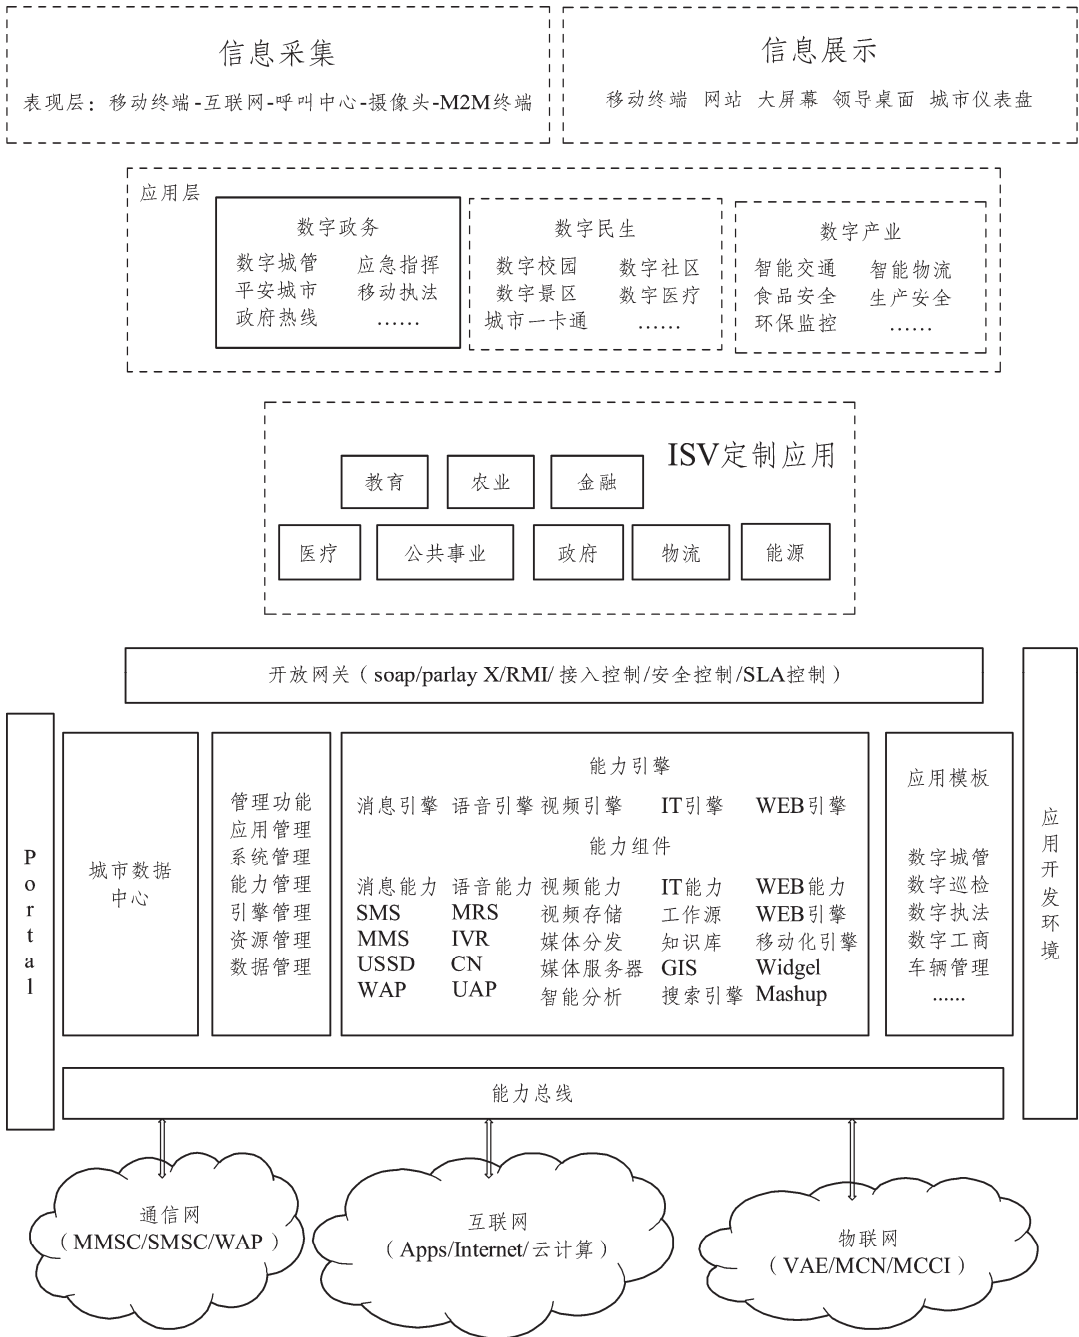 信息采集
表现层：移动终端-互联网-呼叫中心-摄像头-M2M终端
信息展示
移动终端 网站 大屏幕 领导桌面 城市仪表盘
应用层
数字政务
数字城管 应急指挥
平安城市 移动执法
政府热线 ……
数字民生
数字校园 数字社区
数字景区 数字医疗
城市一卡通 ……
数字产业
智能交通 智能物流
食品安全 生产安全
环保监控 ……
ISV定制应用
教育 农业 金融
医疗 公共事业 政府 物流 能源
开放网关（soap/parlay X/RMI/接入控制/安全控制/SLA控制）
Portal
城市数据
中心
管理功能
应用管理
系统管理
能力管理
引擎管理
资源管理
数据管理
能力引擎
消息引擎 语音引擎 视频引擎 IT引擎 WEB引擎
能力组件
消息能力 语音能力 视频能力 IT能力 WEB能力
SMS MRS 视频存储 工作源 WEB引擎
MMS IVR 媒体分发 知识库 移动化引擎
USSD CN 媒体服务器 GIS Widgel
WAP UAP 智能分析 搜索引擎 Mashup
应用模板
数字城管
数字巡检
数字执法
数字工商
车辆管理
……
应用开发环境
能力总线
通信网
（MMSC/SMSC/WAP）
互联网
（Apps/Internet/云计算）
物联网
（VAE/MCN/MCCI）